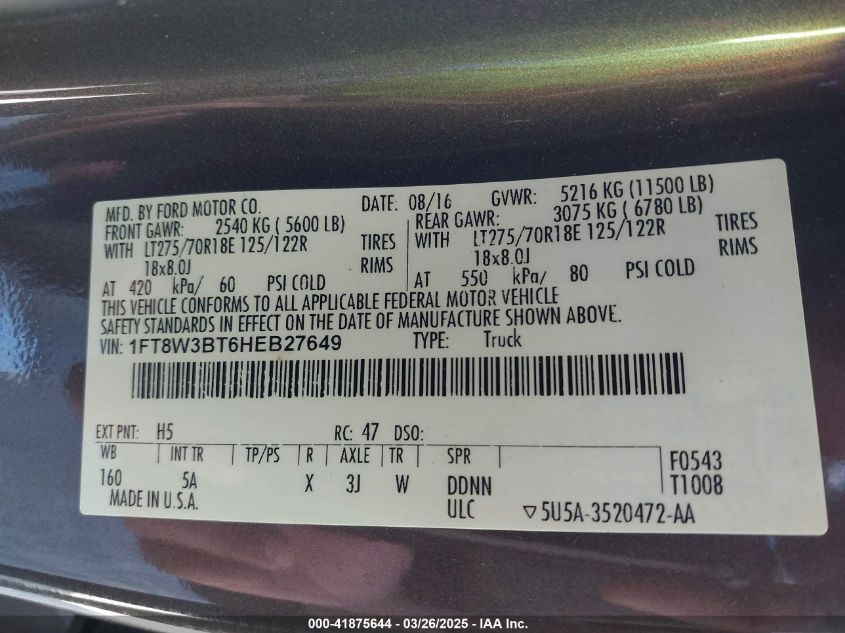 MFD. BY FORD MOTOR CO. DATE: 08/16 GVWR: 5216 KG (11500 LB)
FRONT GAWR: 2540 KG ( 5600 LB) REAR GAWR: 3075 KG ( 6780 LB)
WITH LT275/70R18E 125/122R TIRES WITH LT275/70R18E 125/122R TIRES
18x8.0J RIMS 18x8.0J RIMS
AT 420 kPa/ 60 PSI COLD AT 550 kPa/ 80 PSI COLD
THIS VEHICLE CONFORMS TO ALL APPLICABLE FEDERAL MOTOR VEHICLE
SAFETY STANDARDS IN EFFECT ON THE DATE OF MANUFACTURE SHOWN ABOVE.
VIN: 1FT8W3BT6HEB27649 TYPE: Truck
EXT PNT: H5 RC: 47 DSO:
WB INT TR TP/PS R AXLE TR SPR F0543
160 5A X 3J W DDNN T1008
MADE IN U.S.A. ULC ▽5U5A-3520472-AA
000-41875644 / 03/26/2025 - IAA Inc.